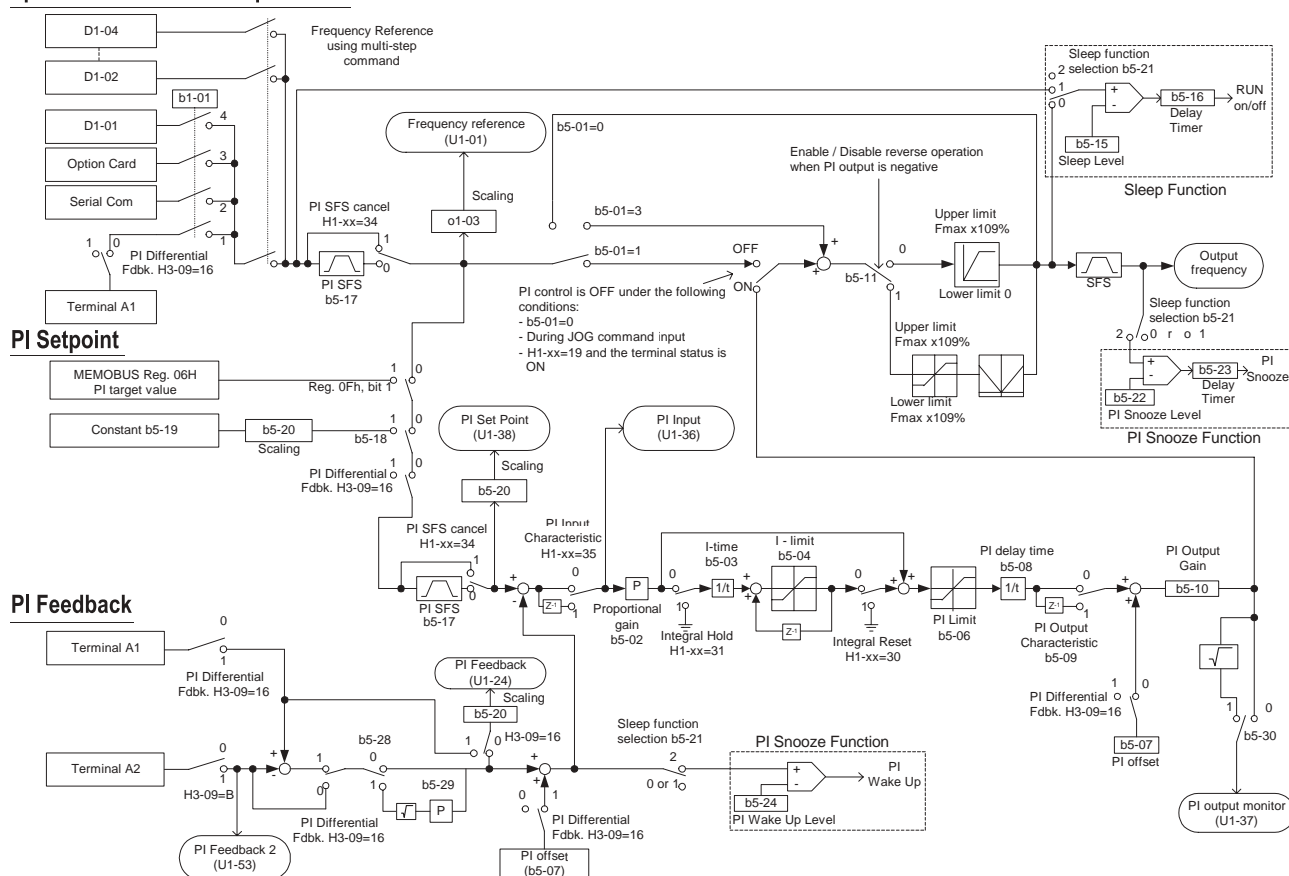 D1-04
D1-02
D1-01
Option Card
Serial Com
Terminal A1
b1-01
4
3
2
1
1
0
PI Differential
Fdbk. H3-09=16
Frequency Reference
using multi-step
command
PI SFS cancel
H1-xx=34
1
0
PI SFS
b5-17
Frequency reference
(U1-01)
Scaling
o1-03
b5-01=0
b5-01=3
b5-01=1
Enable / Disable reverse operation
when PI output is negative
OFF
ON
PI control is OFF under the following
conditions:
- b5-01=0
- During JOG command input
- H1-xx=19 and the terminal status is
ON
+
+
b5-11
0
1
Upper limit
Fmax x109%
Lower limit 0
Upper limit
Fmax x109%
Lower limit
Fmax x109%
Sleep function
selection b5-21
2
1
0
+
-
b5-16
Delay
Timer
RUN
on/off
b5-15
Sleep Level
Sleep Function
SFS
Output
frequency
Sleep function
selection b5-21
2
0 r o 1
+
-
b5-23
Delay
Timer
PI
Snooze
b5-22
PI Snooze Level
PI Snooze Function
PI Setpoint
MEMOBUS Reg. 06H
PI target value
Reg. 0Fh, bit 1
1
0
Constant b5-19
b5-20
Scaling
b5-18
1
0
PI Differential
Fdbk. H3-09=16
1
0
PI SFS cancel
H1-xx=34
1
0
PI SFS
b5-17
PI Set Point
(U1-38)
Scaling
b5-20
PI Input
(U1-36)
+
-
PI Input
Characteristic
H1-xx=35
0
1
Z-1
P
Proportional
gain
b5-02
0
1
Integral Hold
H1-xx=31
I-time
b5-03
1/t
+
+
I - limit
b5-04
Z-1
0
1
Integral Reset
H1-xx=30
+
+
PI Limit
b5-06
PI delay time
b5-08
1/t
Z-1
0
1
PI Output
Characteristic
b5-09
+
+
PI Output
Gain
b5-10
PI Differential
Fdbk. H3-09=16
1
0
b5-07
PI offset
√
1
0
b5-30
PI output monitor
(U1-37)
PI Feedback
Terminal A1
0
1
PI Differential
Fdbk. H3-09=16
Terminal A2
0
1
H3-09=B
PI Feedback 2
(U1-53)
+
-
1
0
PI Differential
Fdbk. H3-09=16
b5-28
0
1
√
P
b5-29
PI Feedback
(U1-24)
Scaling
b5-20
1
0
H3-09=16
+
+
0
1
PI Differential
Fdbk. H3-09=16
PI offset
(b5-07)
Sleep function
selection b5-21
2
0 or 1
PI Snooze Function
+
-
PI
Wake Up
b5-24
PI Wake Up Level